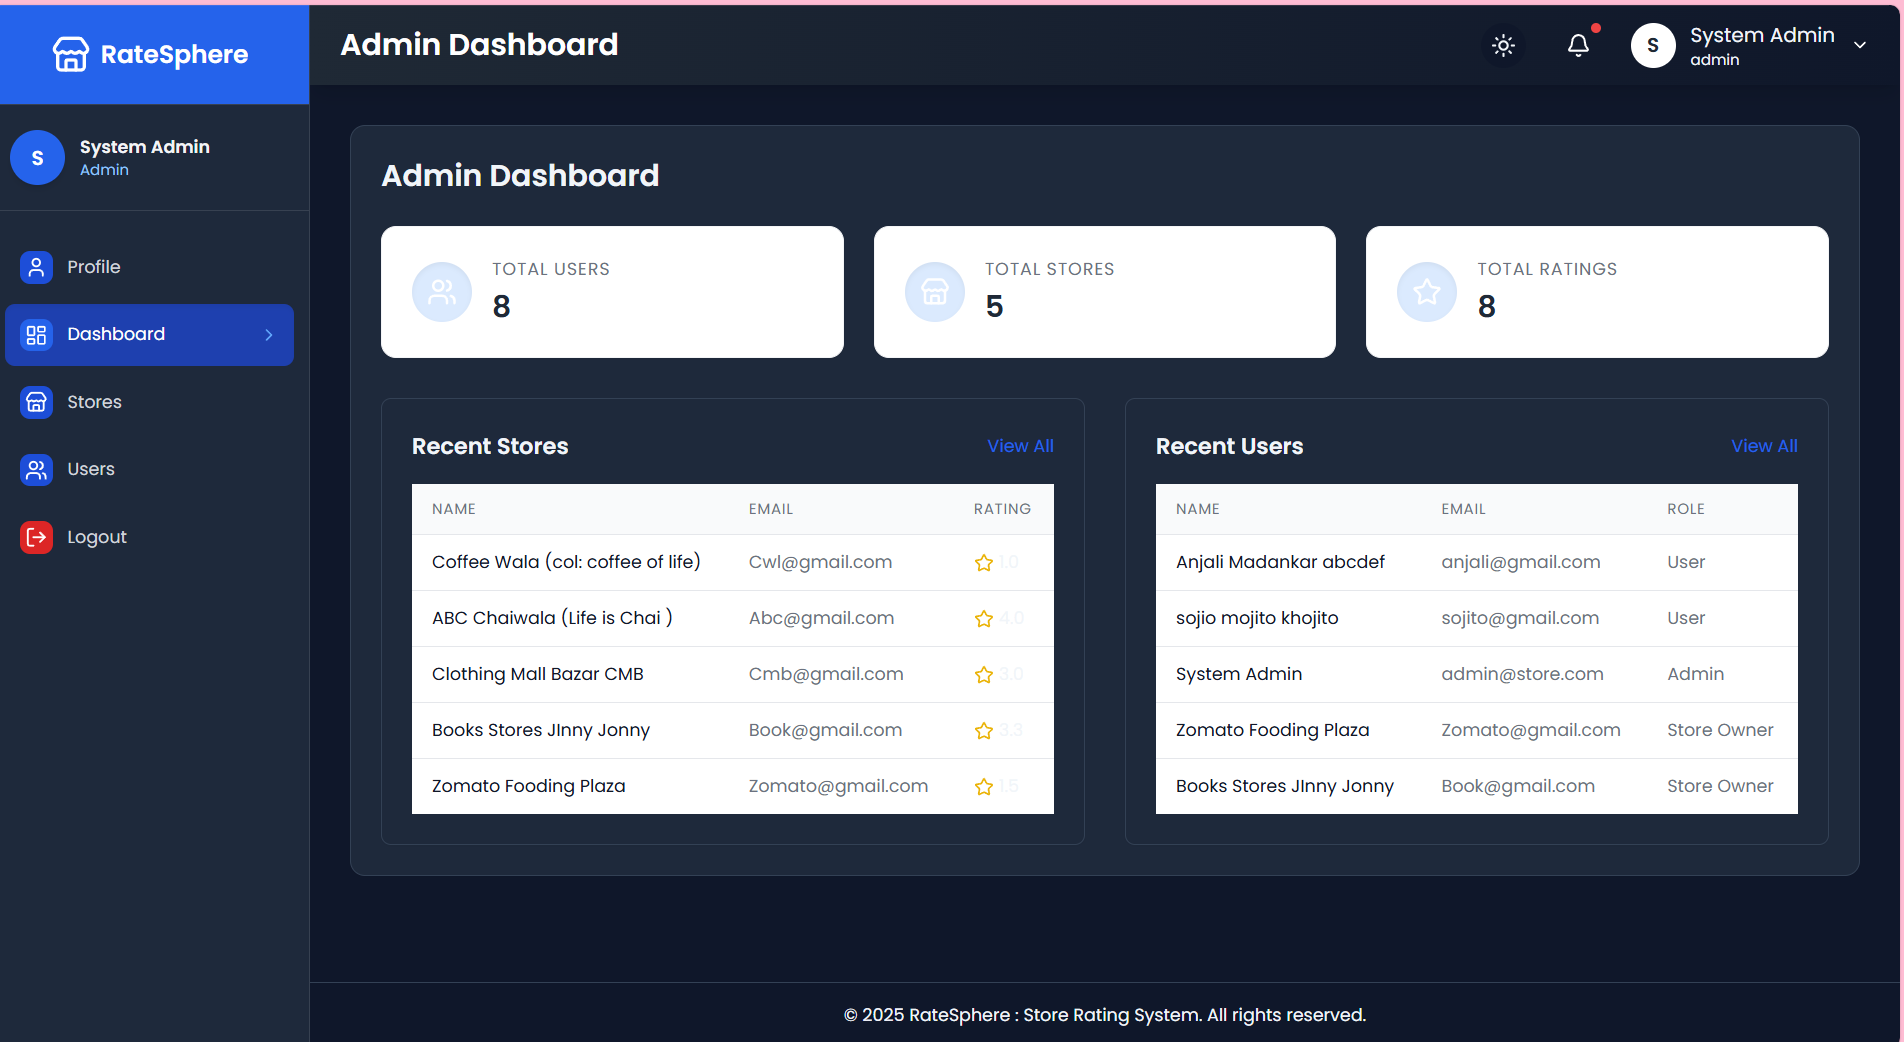 RateSphere
Admin Dashboard
S
System Admin
admin
S
System Admin
Admin
Profile
Dashboard
Stores
Users
Logout
Admin Dashboard
TOTAL USERS
8
TOTAL STORES
5
TOTAL RATINGS
8
Recent Stores
View All
NAME EMAIL RATING
Coffee Wala (col: coffee of life) Cwl@gmail.com 1.0
ABC Chaiwala (Life is Chai ) Abc@gmail.com 4.0
Clothing Mall Bazar CMB Cmb@gmail.com 3.0
Books Stores JInny Jonny Book@gmail.com 3.3
Zomato Fooding Plaza Zomato@gmail.com 1.5
Recent Users
View All
NAME EMAIL ROLE
Anjali Madankar abcdef anjali@gmail.com User
sojio mojito khojito sojito@gmail.com User
System Admin admin@store.com Admin
Zomato Fooding Plaza Zomato@gmail.com Store Owner
Books Stores JInny Jonny Book@gmail.com Store Owner
© 2025 RateSphere : Store Rating System. All rights reserved.